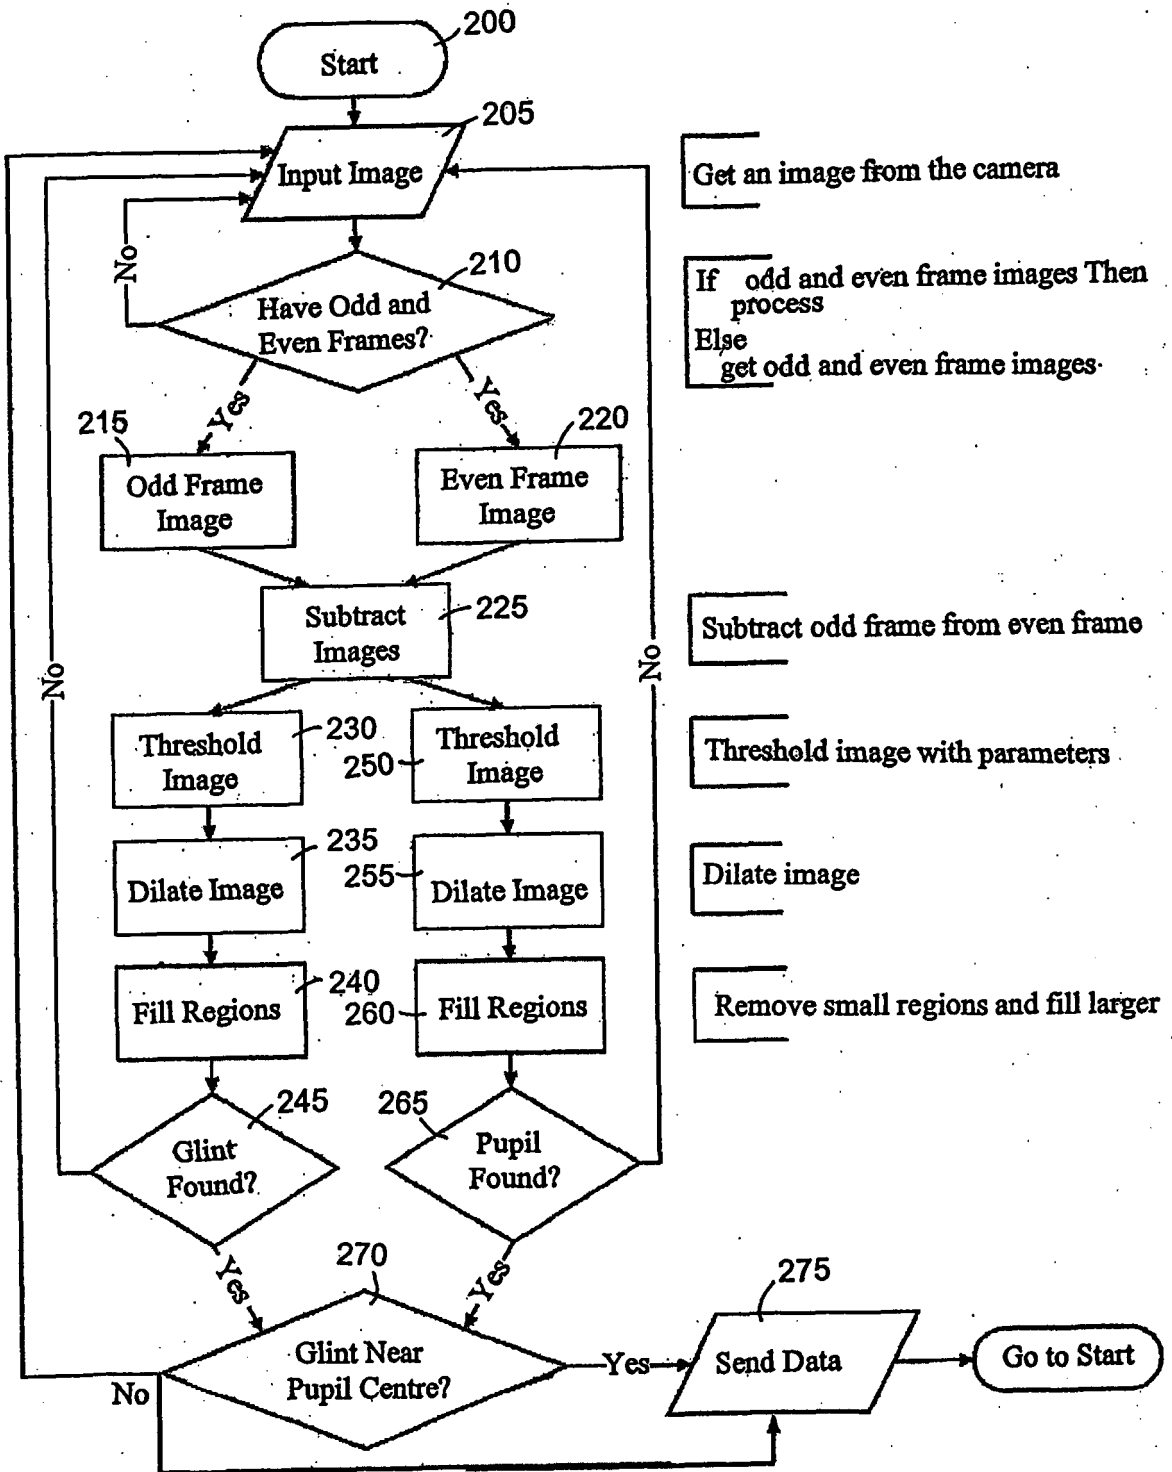 200
Start
205
Input Image
Get an image from the camera
No
210
Have Odd and
Even Frames?
If odd and even frame images Then
process
Else
get odd and even frame images
Yes
Yes
215
220
Odd Frame
Image
Even Frame
Image
Subtract
Images
225
Subtract odd frame from even frame
No
No
Threshold
Image
230
250
Threshold
Image
Threshold image with parameters
Dilate Image
235
255
Dilate Image
Dilate image
Fill Regions
240
260
Fill Regions
Remove small regions and fill larger
245
265
Glint
Found?
Pupil
Found?
Yes
Yes
270
Glint Near
Pupil Centre?
No
Yes
275
Send Data
Go to Start